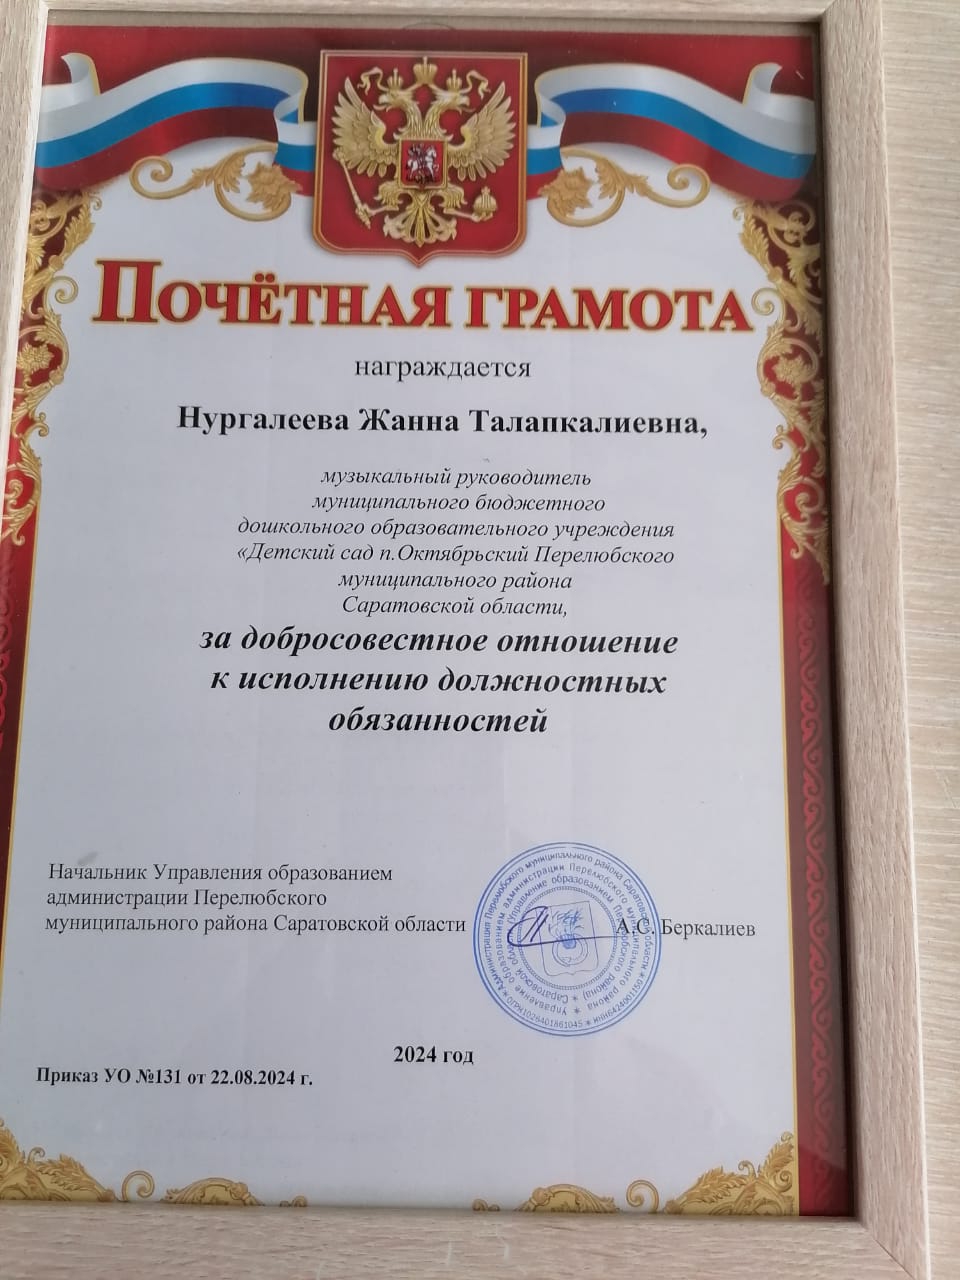 ПОЧЁТНАЯ ГРАМОТА
награждается
Нургалеева Жанна Талапкалиевна,
музыкальный руководитель
муниципального бюджетного
дошкольного образовательного учреждения
«Детский сад п.Октябрьский Перелюбского
муниципального района
Саратовской области,
за добросовестное отношение
к исполнению должностных
обязанностей
Начальник Управления образованием
администрации Перелюбского
муниципального района Саратовской области
А.С. Беркалиев
2024 год
Приказ УО №131 от 22.08.2024 г.